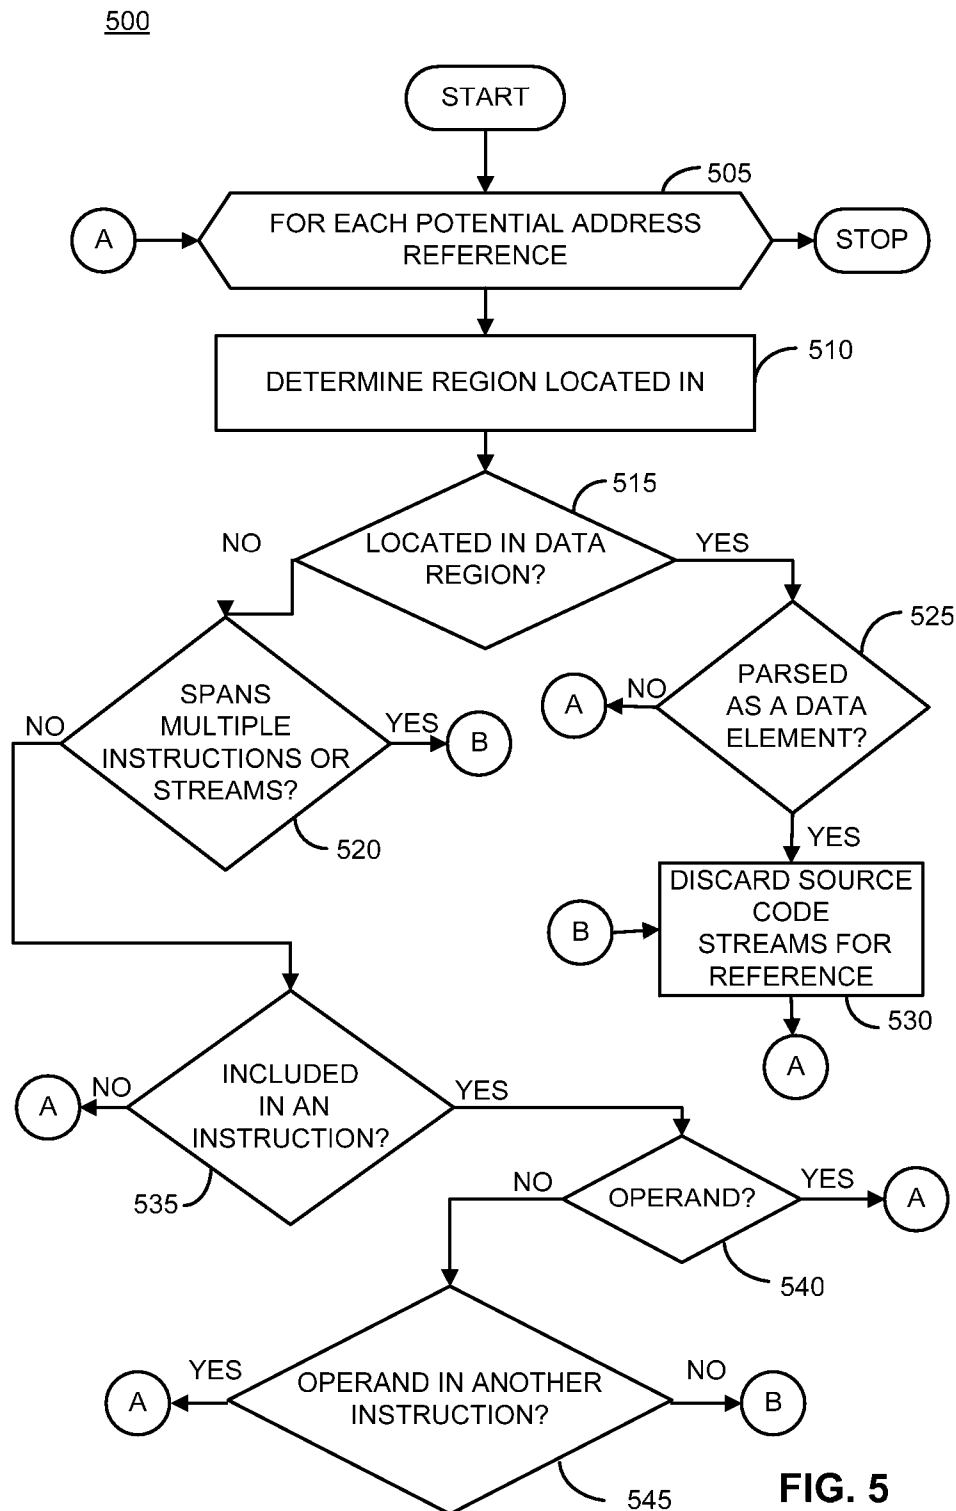 500
START
505
FOR EACH POTENTIAL ADDRESS
REFERENCE
A
STOP
510
DETERMINE REGION LOCATED IN
515
LOCATED IN DATA
REGION?
NO
YES
525
PARSED
AS A DATA
ELEMENT?
NO
A
YES
SPANS
MULTIPLE
INSTRUCTIONS OR
STREAMS?
NO
YES
B
520
DISCARD SOURCE
CODE
STREAMS FOR
REFERENCE
B
530
A
INCLUDED
IN AN
INSTRUCTION?
NO
A
YES
535
OPERAND?
NO
YES
A
540
OPERAND IN ANOTHER
INSTRUCTION?
YES
A
NO
B
545
FIG. 5